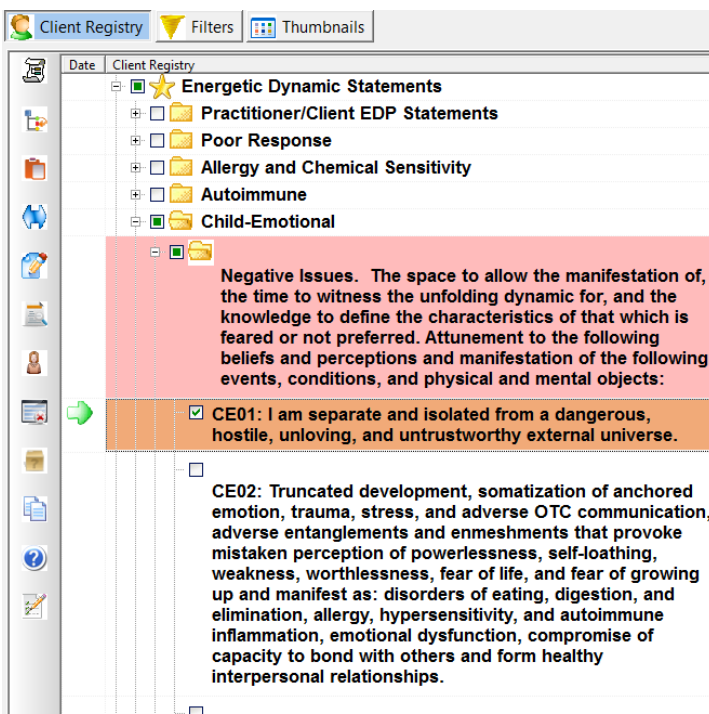 Client Registry Filters Thumbnails
Date Client Registry
Energetic Dynamic Statements
Practitioner/Client EDP Statements
Poor Response
Allergy and Chemical Sensitivity
Autoimmune
Child-Emotional
Negative Issues. The space to allow the manifestation of,
the time to witness the unfolding dynamic for, and the
knowledge to define the characteristics of that which is
feared or not preferred. Attunement to the following
beliefs and perceptions and manifestation of the following
events, conditions, and physical and mental objects:
CE01: I am separate and isolated from a dangerous,
hostile, unloving, and untrustworthy external universe.
CE02: Truncated development, somatization of anchored
emotion, trauma, stress, and adverse OTC communication,
adverse entanglements and enmeshments that provoke
mistaken perception of powerlessness, self-loathing,
weakness, worthlessness, fear of life, and fear of growing
up and manifest as: disorders of eating, digestion, and
elimination, allergy, hypersensitivity, and autoimmune
inflammation, emotional dysfunction, compromise of
capacity to bond with others and form healthy
interpersonal relationships.